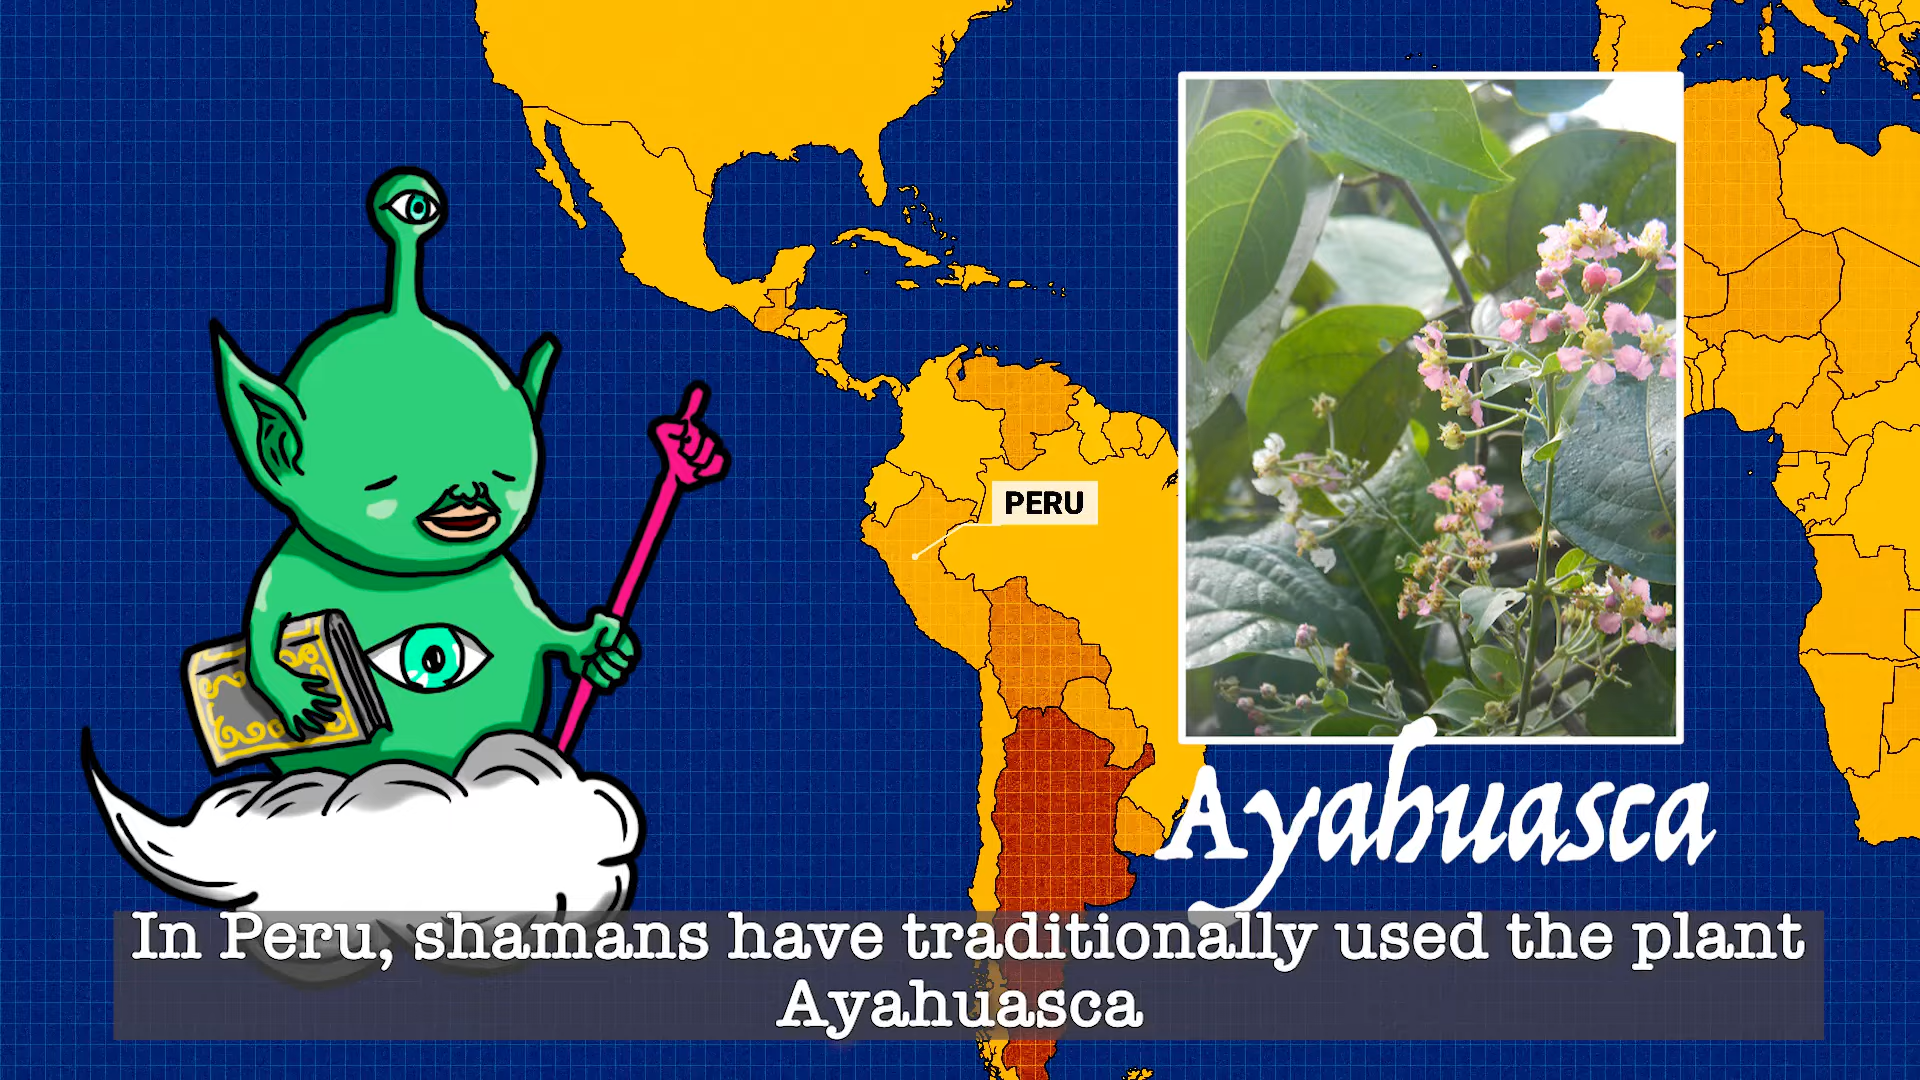 PERU
Ayahuasca
In Peru, shamans have traditionally used the plant
Ayahuasca